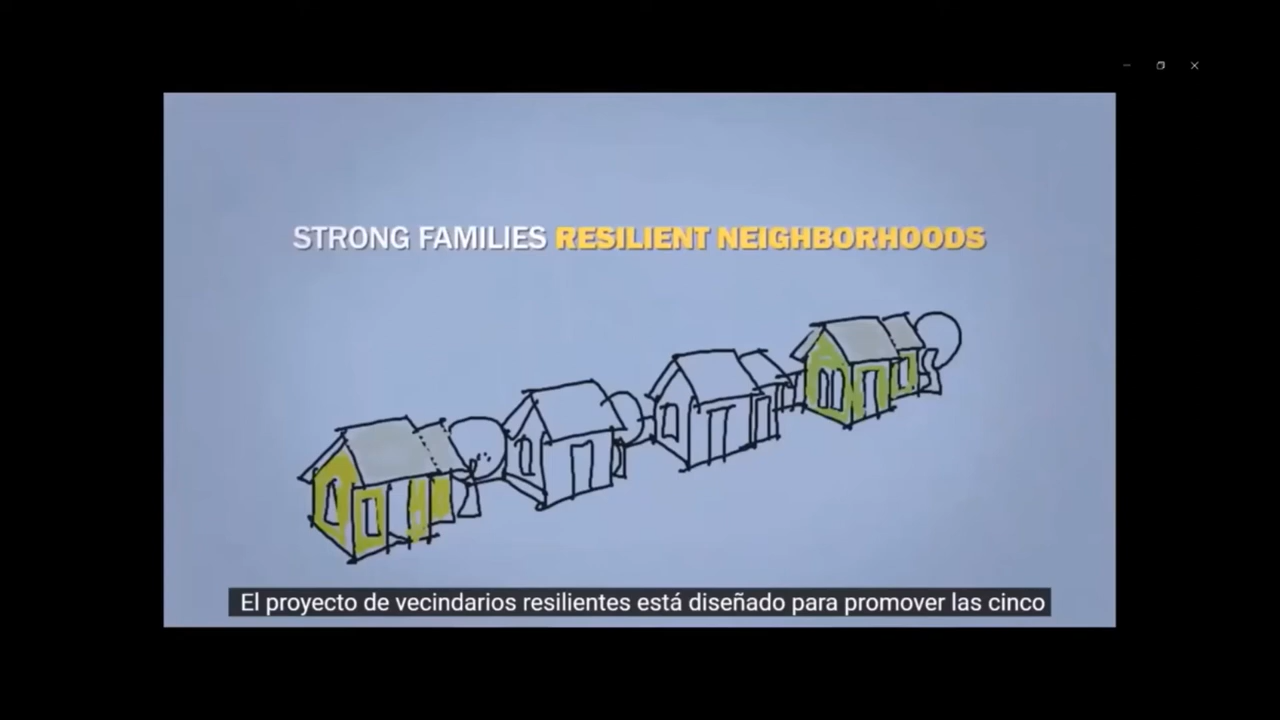 STRONG FAMILIES RESILIENT NEIGHBORHOODS
El proyecto de vecindarios resilientes está diseñado para promover las cinco